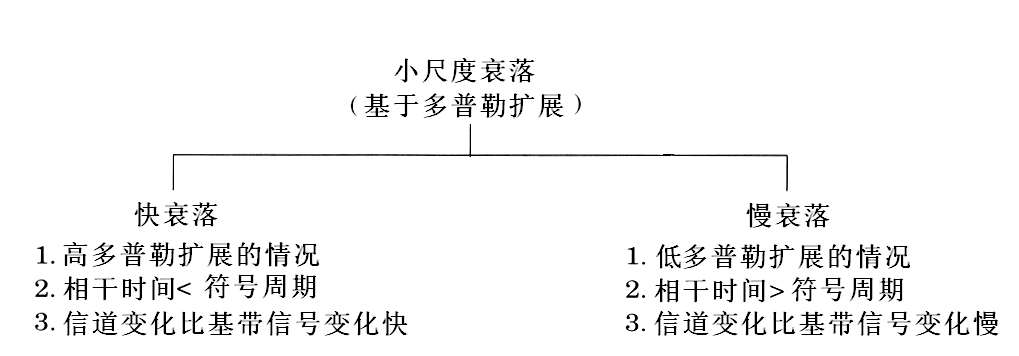 小尺度衰落
（基于多普勒扩展）
快衰落
1. 高多普勒扩展的情况
2. 相干时间< 符号周期
3. 信道变化比基带信号变化快
慢衰落
1. 低多普勒扩展的情况
2. 相干时间>符号周期
3. 信道变化比基带信号变化慢